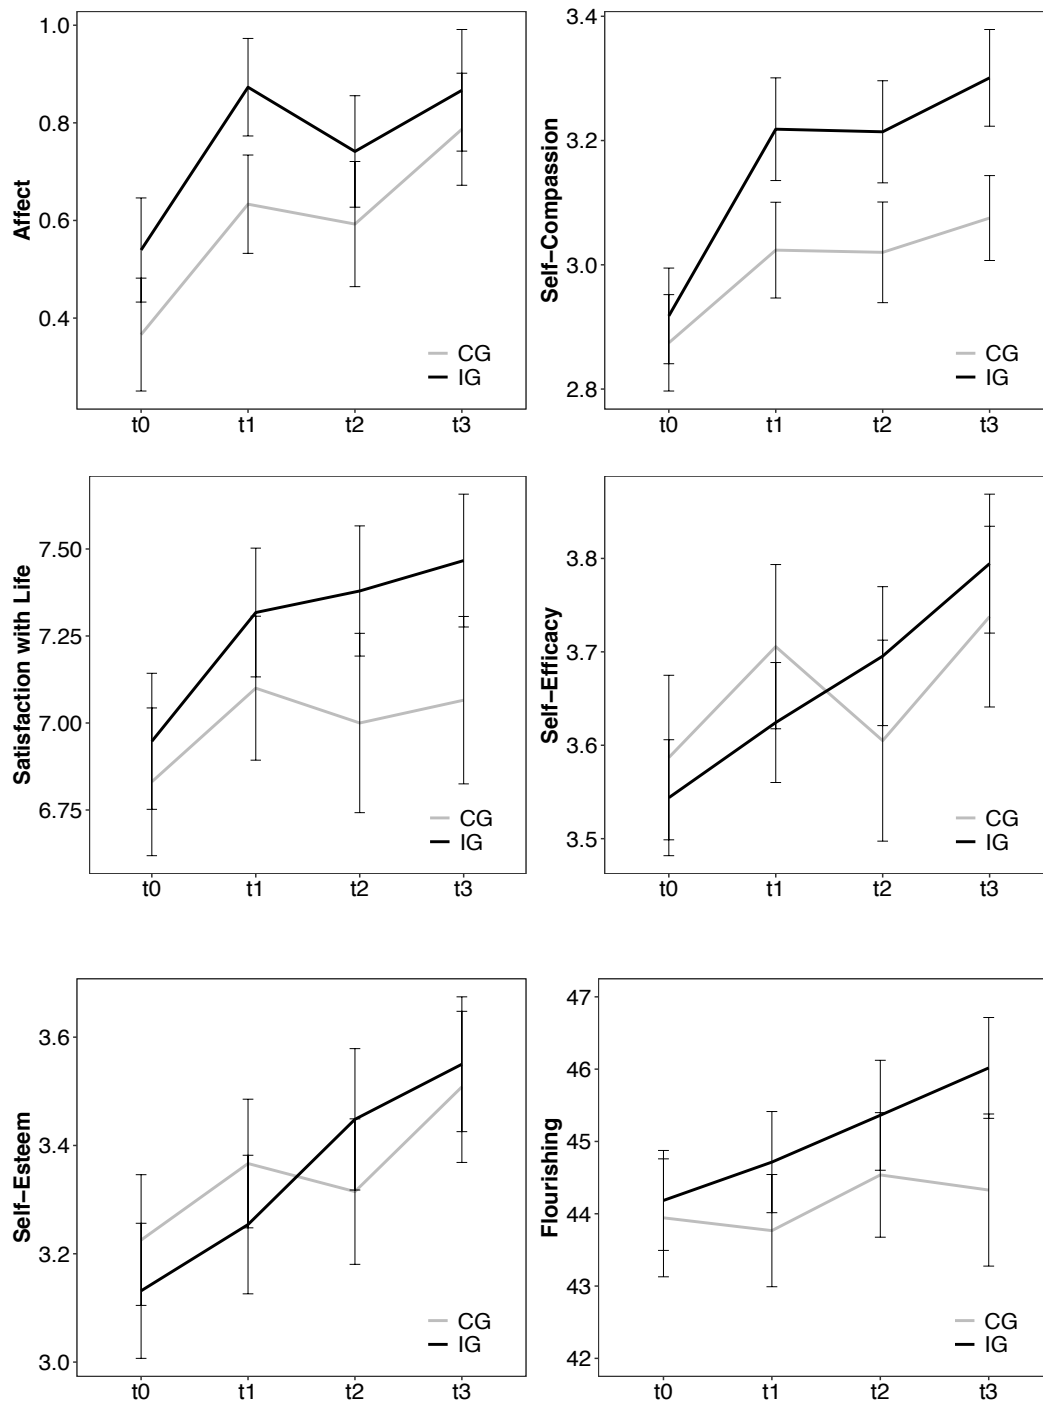 Affect
1.0
0.8
0.6
0.4
CG
IG
t0 t1 t2 t3
Self−Compassion
3.4
3.2
3.0
2.8
CG
IG
t0 t1 t2 t3
Satisfaction with Life
7.50
7.25
7.00
6.75
CG
IG
t0 t1 t2 t3
Self−Efficacy
3.8
3.7
3.6
3.5
CG
IG
t0 t1 t2 t3
Self−Esteem
3.6
3.4
3.2
3.0
CG
IG
t0 t1 t2 t3
Flourishing
47
46
45
44
43
42
CG
IG
t0 t1 t2 t3